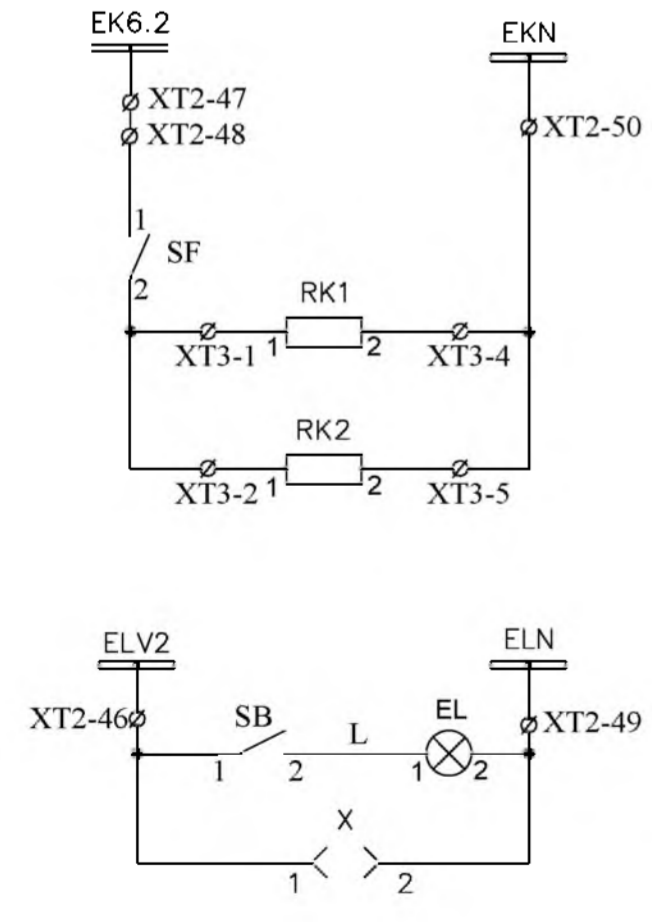 EK6.2
EKN
XT2-47
XT2-48
XT2-50
1
SF
2
RK1
1
2
XT3-1
XT3-4
RK2
1
2
XT3-2
XT3-5
ELV2
ELN
XT2-46
SB
L
EL
XT2-49
1
2
1
2
X
1
2